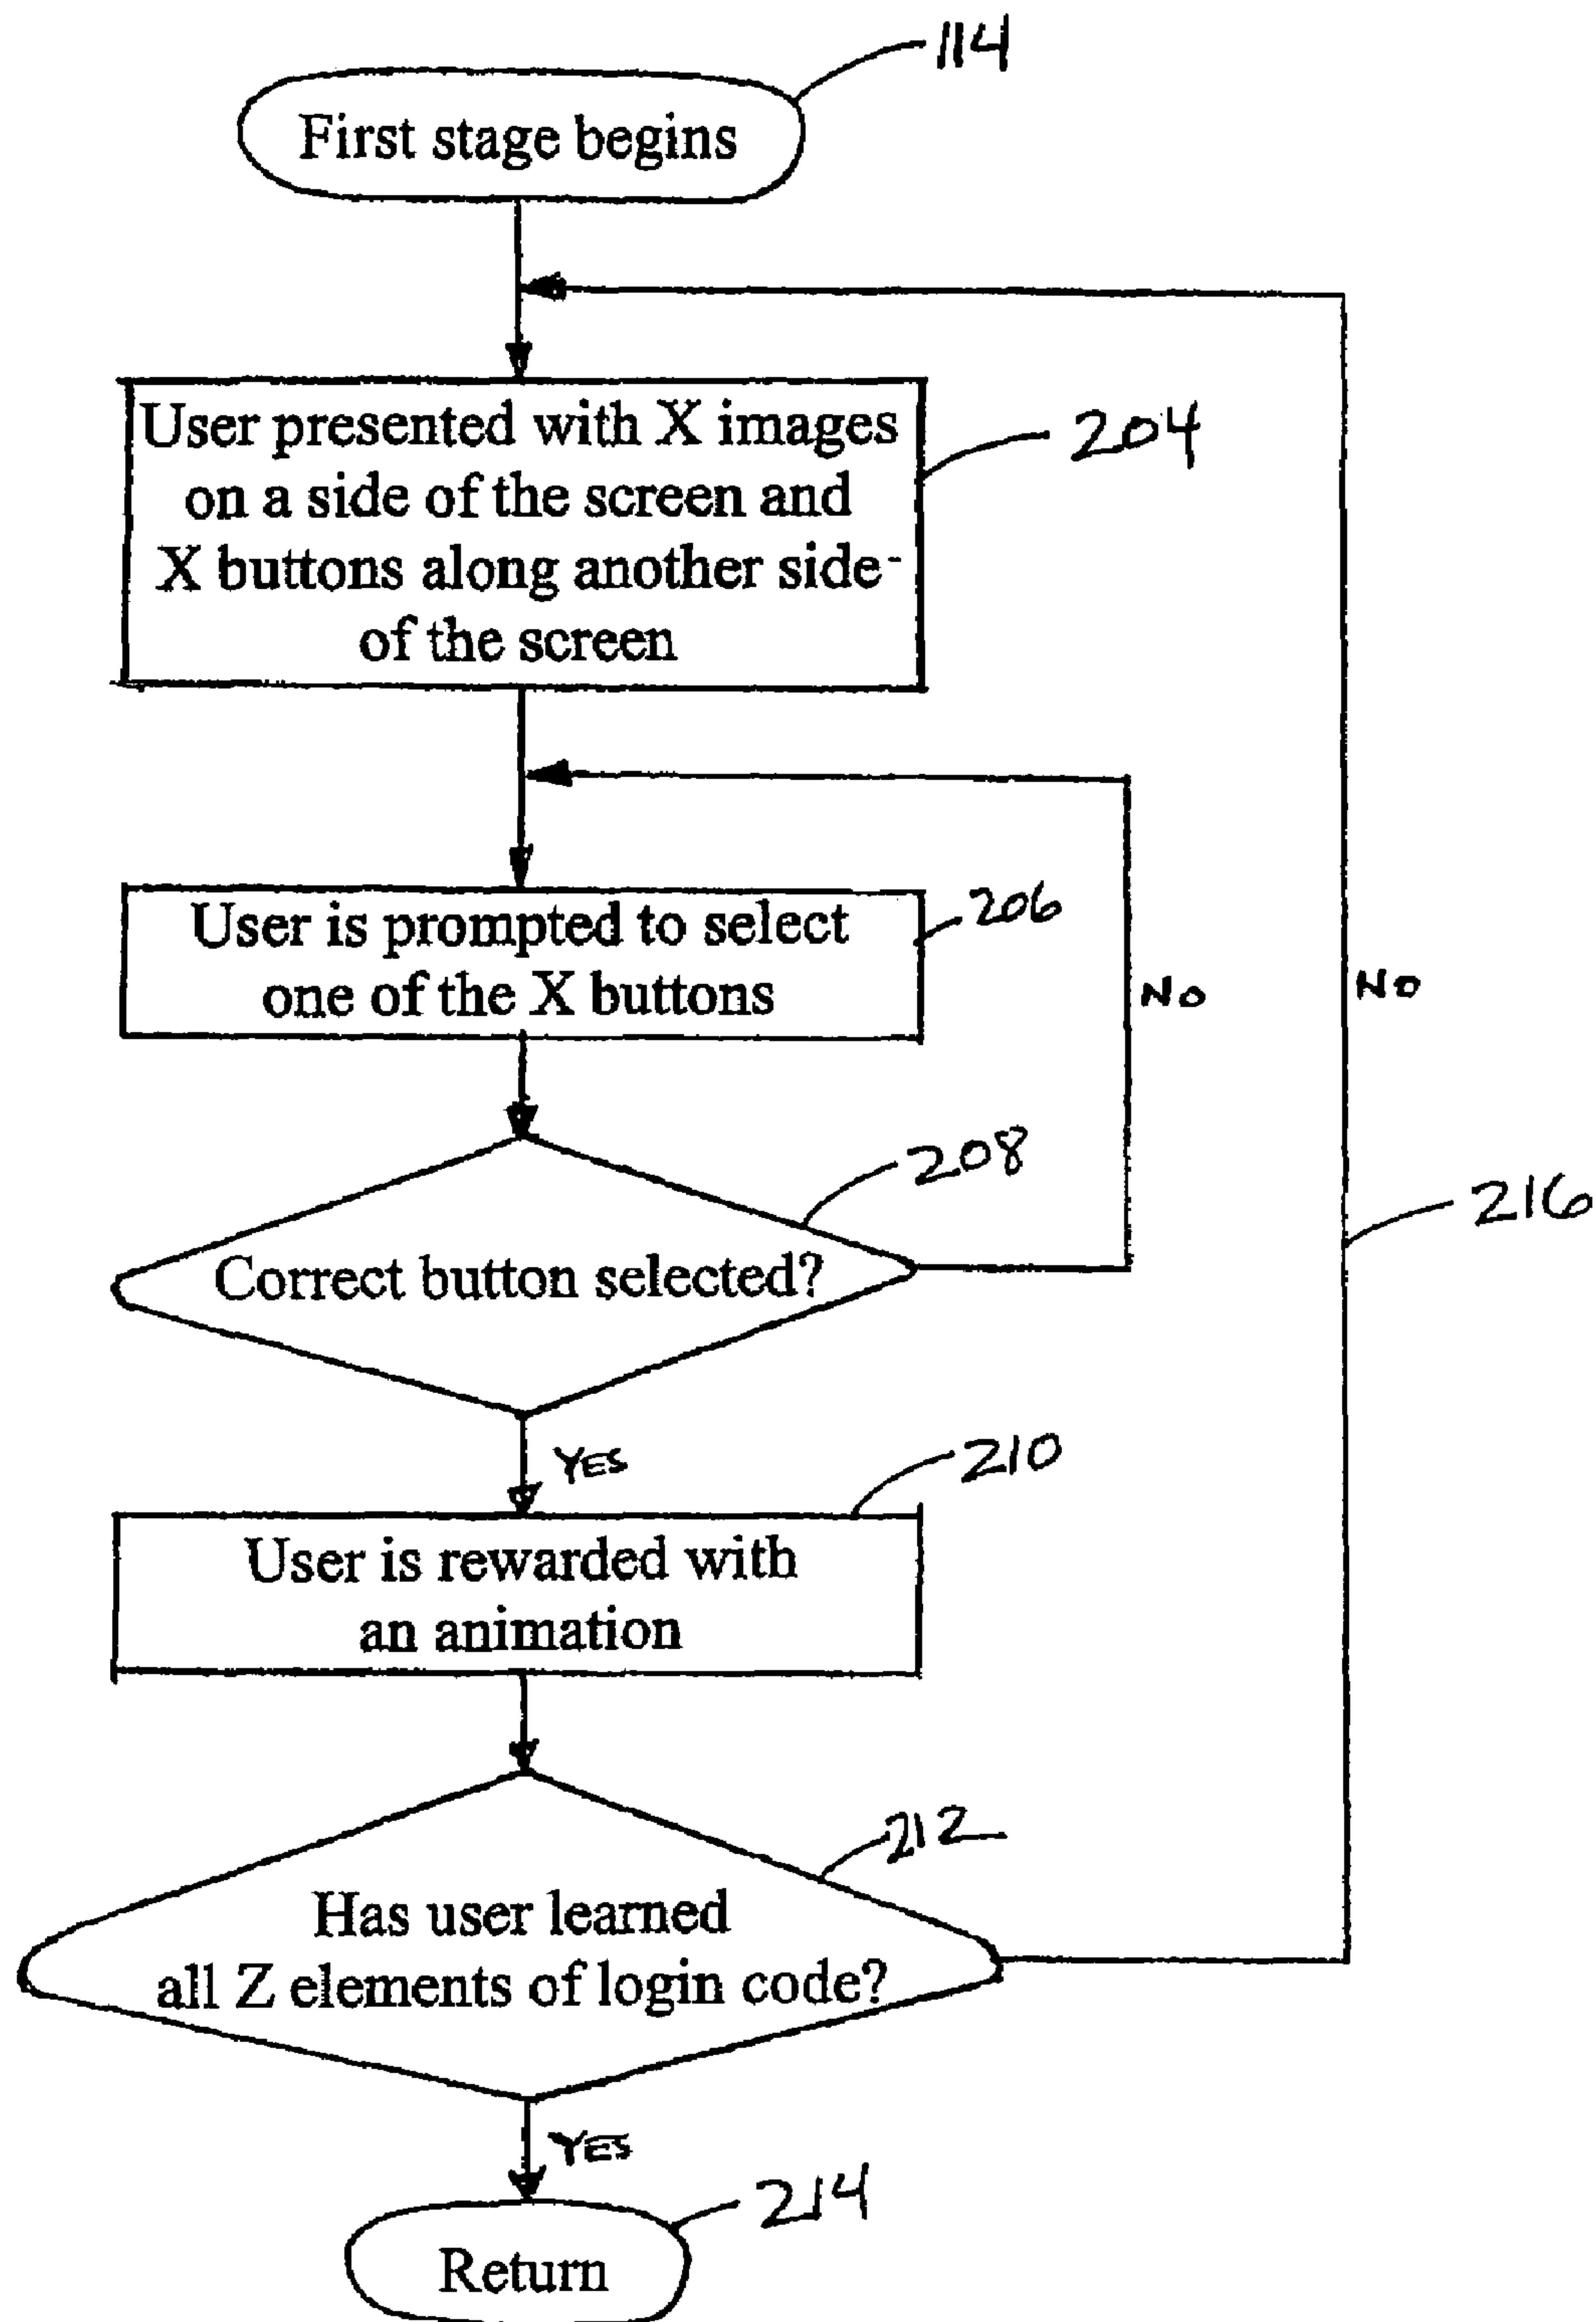 114
First stage begins
User presented with X images
on a side of the screen and
X buttons along another side
of the screen
204
User is prompted to select
one of the X buttons
206
No
No
208
Correct button selected?
216
YES
210
User is rewarded with
an animation
212
Has user learned
all Z elements of login code?
YES
214
Return